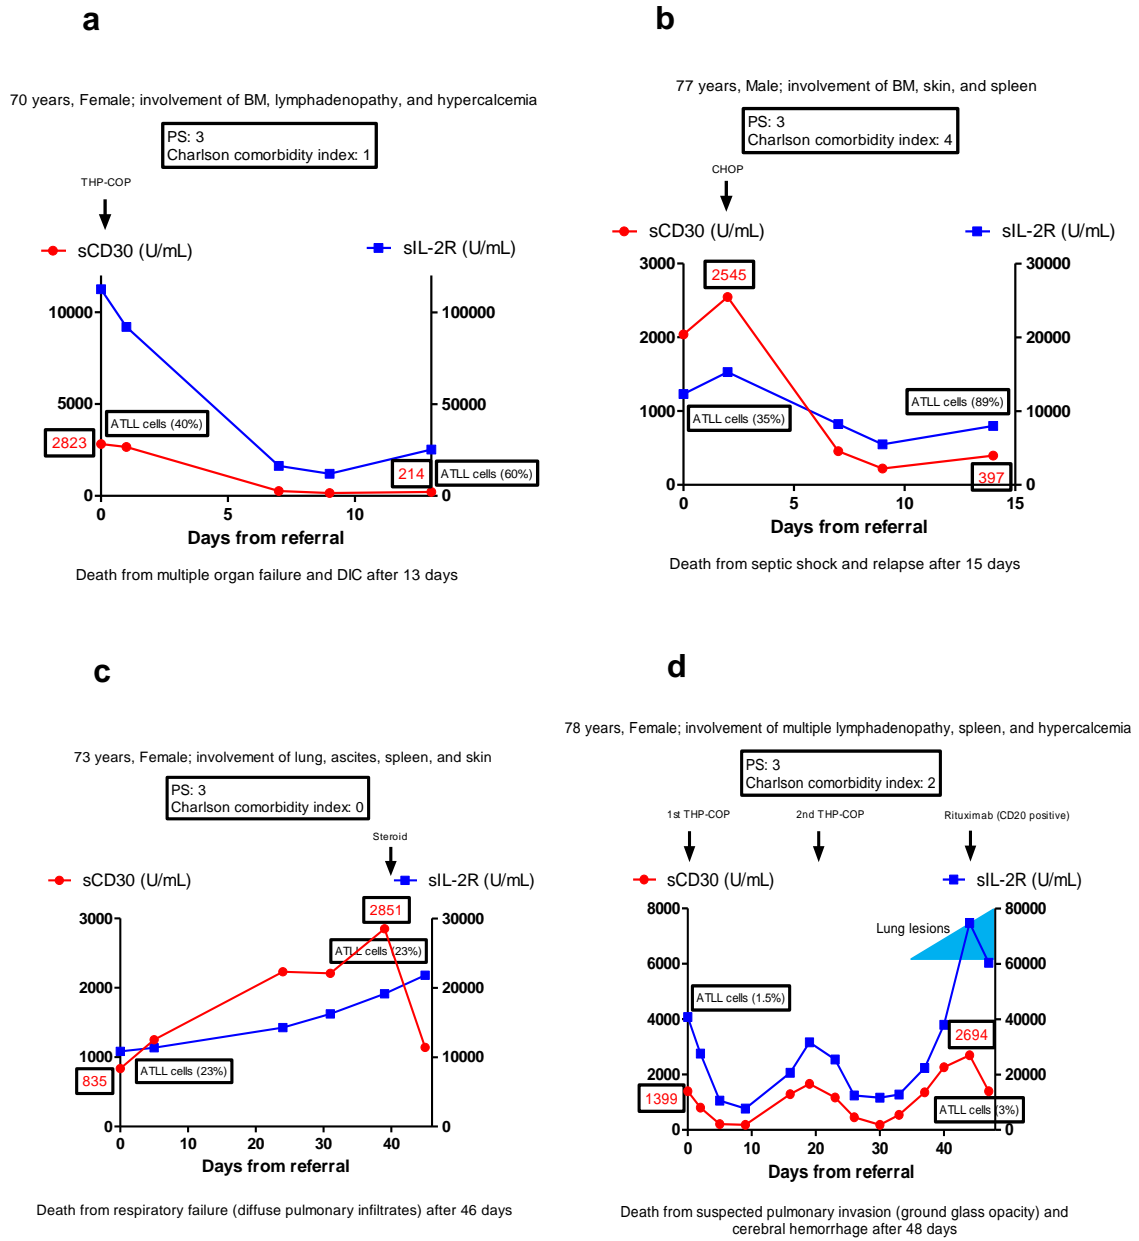 a
70 years, Female; involvement of BM, lymphadenopathy, and hypercalcemia
PS: 3
Charlson comorbidity index: 1
THP-COP
sCD30 (U/mL)
sIL-2R (U/mL)
10000
5000
0
100000
50000
0
2823
ATLL cells (40%)
214
ATLL cells (60%)
0
5
10
Days from referral
Death from multiple organ failure and DIC after 13 days
b
77 years, Male; involvement of BM, skin, and spleen
PS: 3
Charlson comorbidity index: 4
CHOP
sCD30 (U/mL)
sIL-2R (U/mL)
3000
2000
1000
0
30000
20000
10000
0
2545
ATLL cells (35%)
ATLL cells (89%)
397
0
5
10
15
Days from referral
Death from septic shock and relapse after 15 days
c
73 years, Female; involvement of lung, ascites, spleen, and skin
PS: 3
Charlson comorbidity index: 0
Steroid
sCD30 (U/mL)
sIL-2R (U/mL)
3000
2000
1000
0
30000
20000
10000
0
2851
ATLL cells (23%)
835
ATLL cells (23%)
0
10
20
30
40
Days from referral
Death from respiratory failure (diffuse pulmonary infiltrates) after 46 days
d
78 years, Female; involvement of multiple lymphadenopathy, spleen, and hypercalcemia
PS: 3
Charlson comorbidity index: 2
1st THP-COP
2nd THP-COP
Rituximab (CD20 positive)
sCD30 (U/mL)
sIL-2R (U/mL)
8000
6000
4000
2000
0
80000
60000
40000
20000
0
Lung lesions
ATLL cells (1.5%)
2694
1399
ATLL cells (3%)
0
10
20
30
40
Days from referral
Death from suspected pulmonary invasion (ground glass opacity) and
cerebral hemorrhage after 48 days